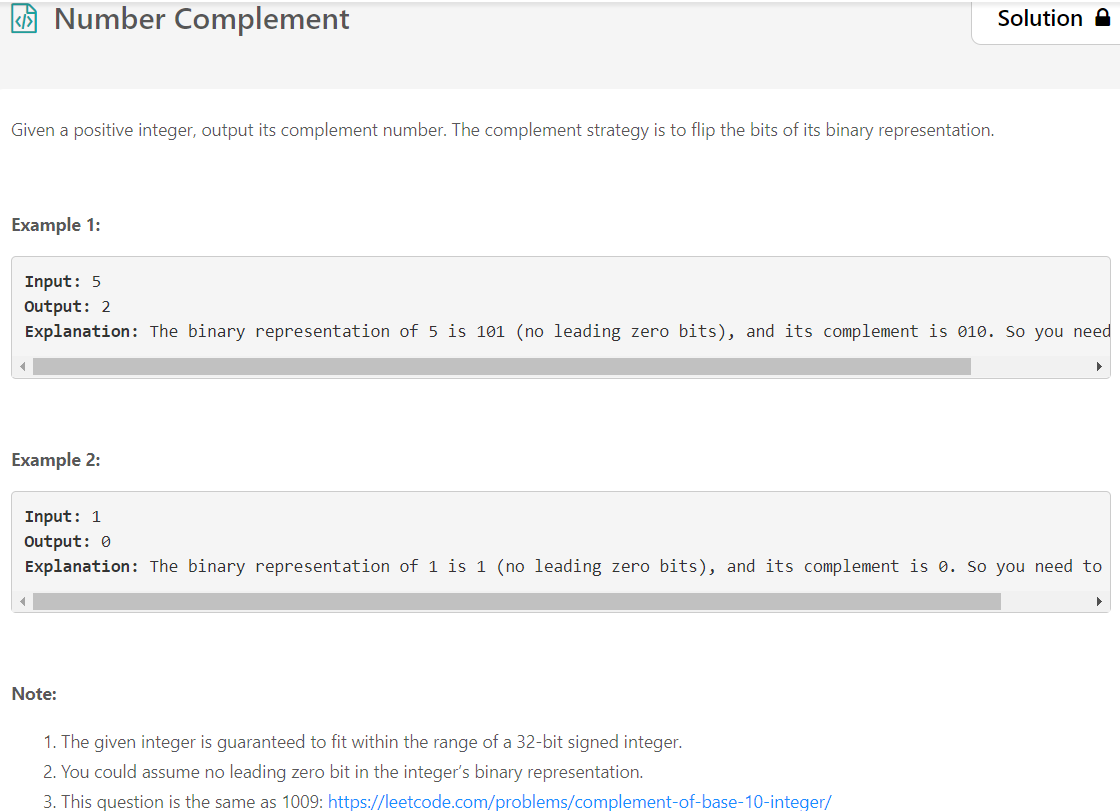 Number Complement
Solution
Given a positive integer, output its complement number. The complement strategy is to flip the bits of its binary representation.
Example 1:
Input: 5
Output: 2
Explanation: The binary representation of 5 is 101 (no leading zero bits), and its complement is 010. So you need
Example 2:
Input: 1
Output: 0
Explanation: The binary representation of 1 is 1 (no leading zero bits), and its complement is 0. So you need to
Note:
1. The given integer is guaranteed to fit within the range of a 32-bit signed integer.
2. You could assume no leading zero bit in the integer’s binary representation.
3. This question is the same as 1009: https://leetcode.com/problems/complement-of-base-10-integer/